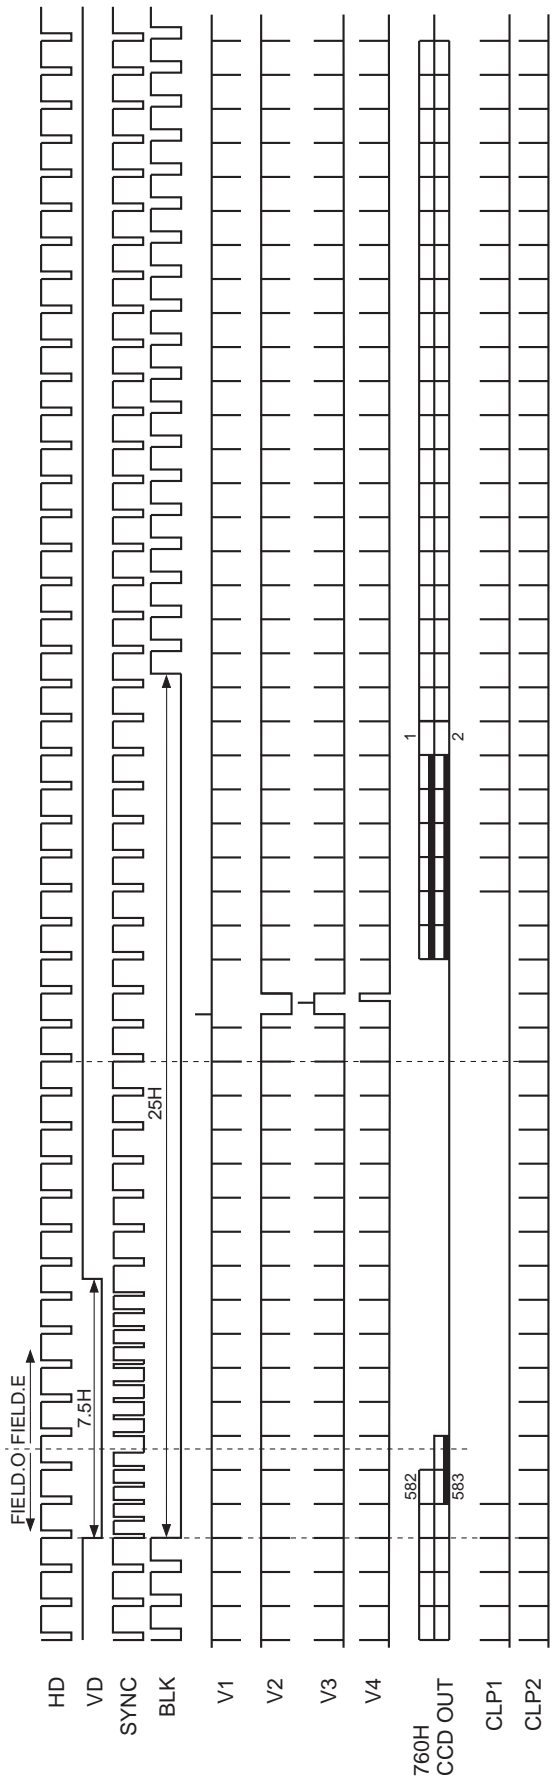 FIELD.O FIELD.E
HD
VD
7.5H
SYNC
BLK
25H
V1
V2
V3
V4
760H
CCD OUT
582
583
1
2
CLP1
CLP2